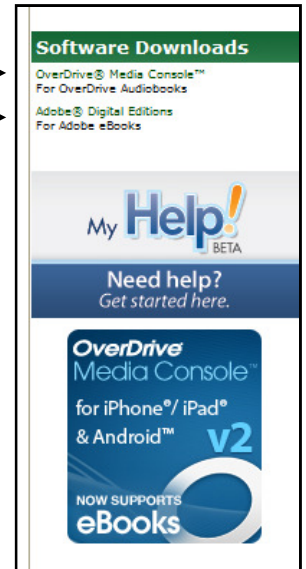 Software Downloads
OverDrive® Media Console™
For OverDrive Audiobooks
Adobe® Digital Editions
For Adobe eBooks
My Help!
BETA
Need help?
Get started here.
OverDrive®
Media Console™
for iPhone®/ iPad®
& Android™ v2
NOW SUPPORTS
eBooks